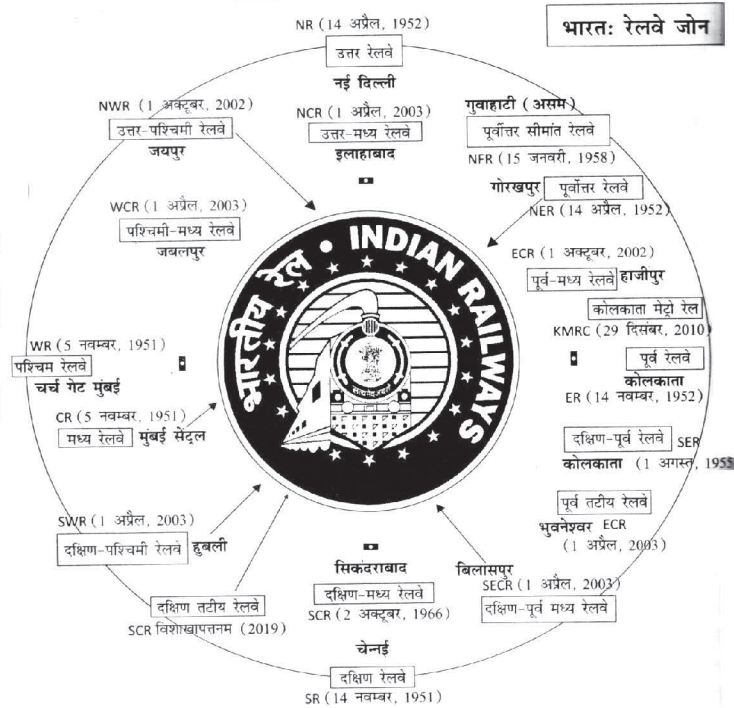 भारत: रेलवे जोन
NR (14 अप्रैल, 1952)
उत्तर रेलवे
नई दिल्ली
NWR (1 अक्टूबर, 2002)
उत्तर-पश्चिमी रेलवे
जयपुर
NCR (1 अप्रैल, 2003)
उत्तर-मध्य रेलवे
इलाहाबाद
गुवाहाटी (असम)
पूर्वोत्तर सीमांत रेलवे
NFR (15 जनवरी, 1958)
गोरखपुर पूर्वोत्तर रेलवे
NER (14 अप्रैल, 1952)
WCR (1 अप्रैल, 2003)
पश्चिमी-मध्य रेलवे
जबलपुर
ECR (1 अक्टूबर, 2002)
पूर्व-मध्य रेलवे हाजीपुर
कोलकाता मेट्रो रेल
KMRC (29 दिसंबर, 2010)
पूर्व रेलवे
कोलकाता
ER (14 नवम्बर, 1952)
भारतीय रेल • INDIAN RAILWAYS
सत्यमेव जयते
WR (5 नवम्बर, 1951)
पश्चिम रेलवे
चर्च गेट मुंबई
CR (5 नवम्बर, 1951)
मध्य रेलवे मुंबई सेंट्रल
दक्षिण-पूर्व रेलवे SER
कोलकाता (1 अगस्त, 1955
पूर्व तटीय रेलवे
भुवनेश्वर ECR
(1 अप्रैल, 2003)
SWR (1 अप्रैल, 2003)
दक्षिण-पश्चिमी रेलवे हुबली
दक्षिण तटीय रेलवे
SCR विशाखापत्तनम (2019)
सिकंदराबाद
दक्षिण-मध्य रेलवे
SCR (2 अक्टूबर, 1966)
बिलासपुर
SECR (1 अप्रैल, 2003)
दक्षिण-पूर्व मध्य रेलवे
चेन्नई
दक्षिण रेलवे
SR (14 नवम्बर, 1951)